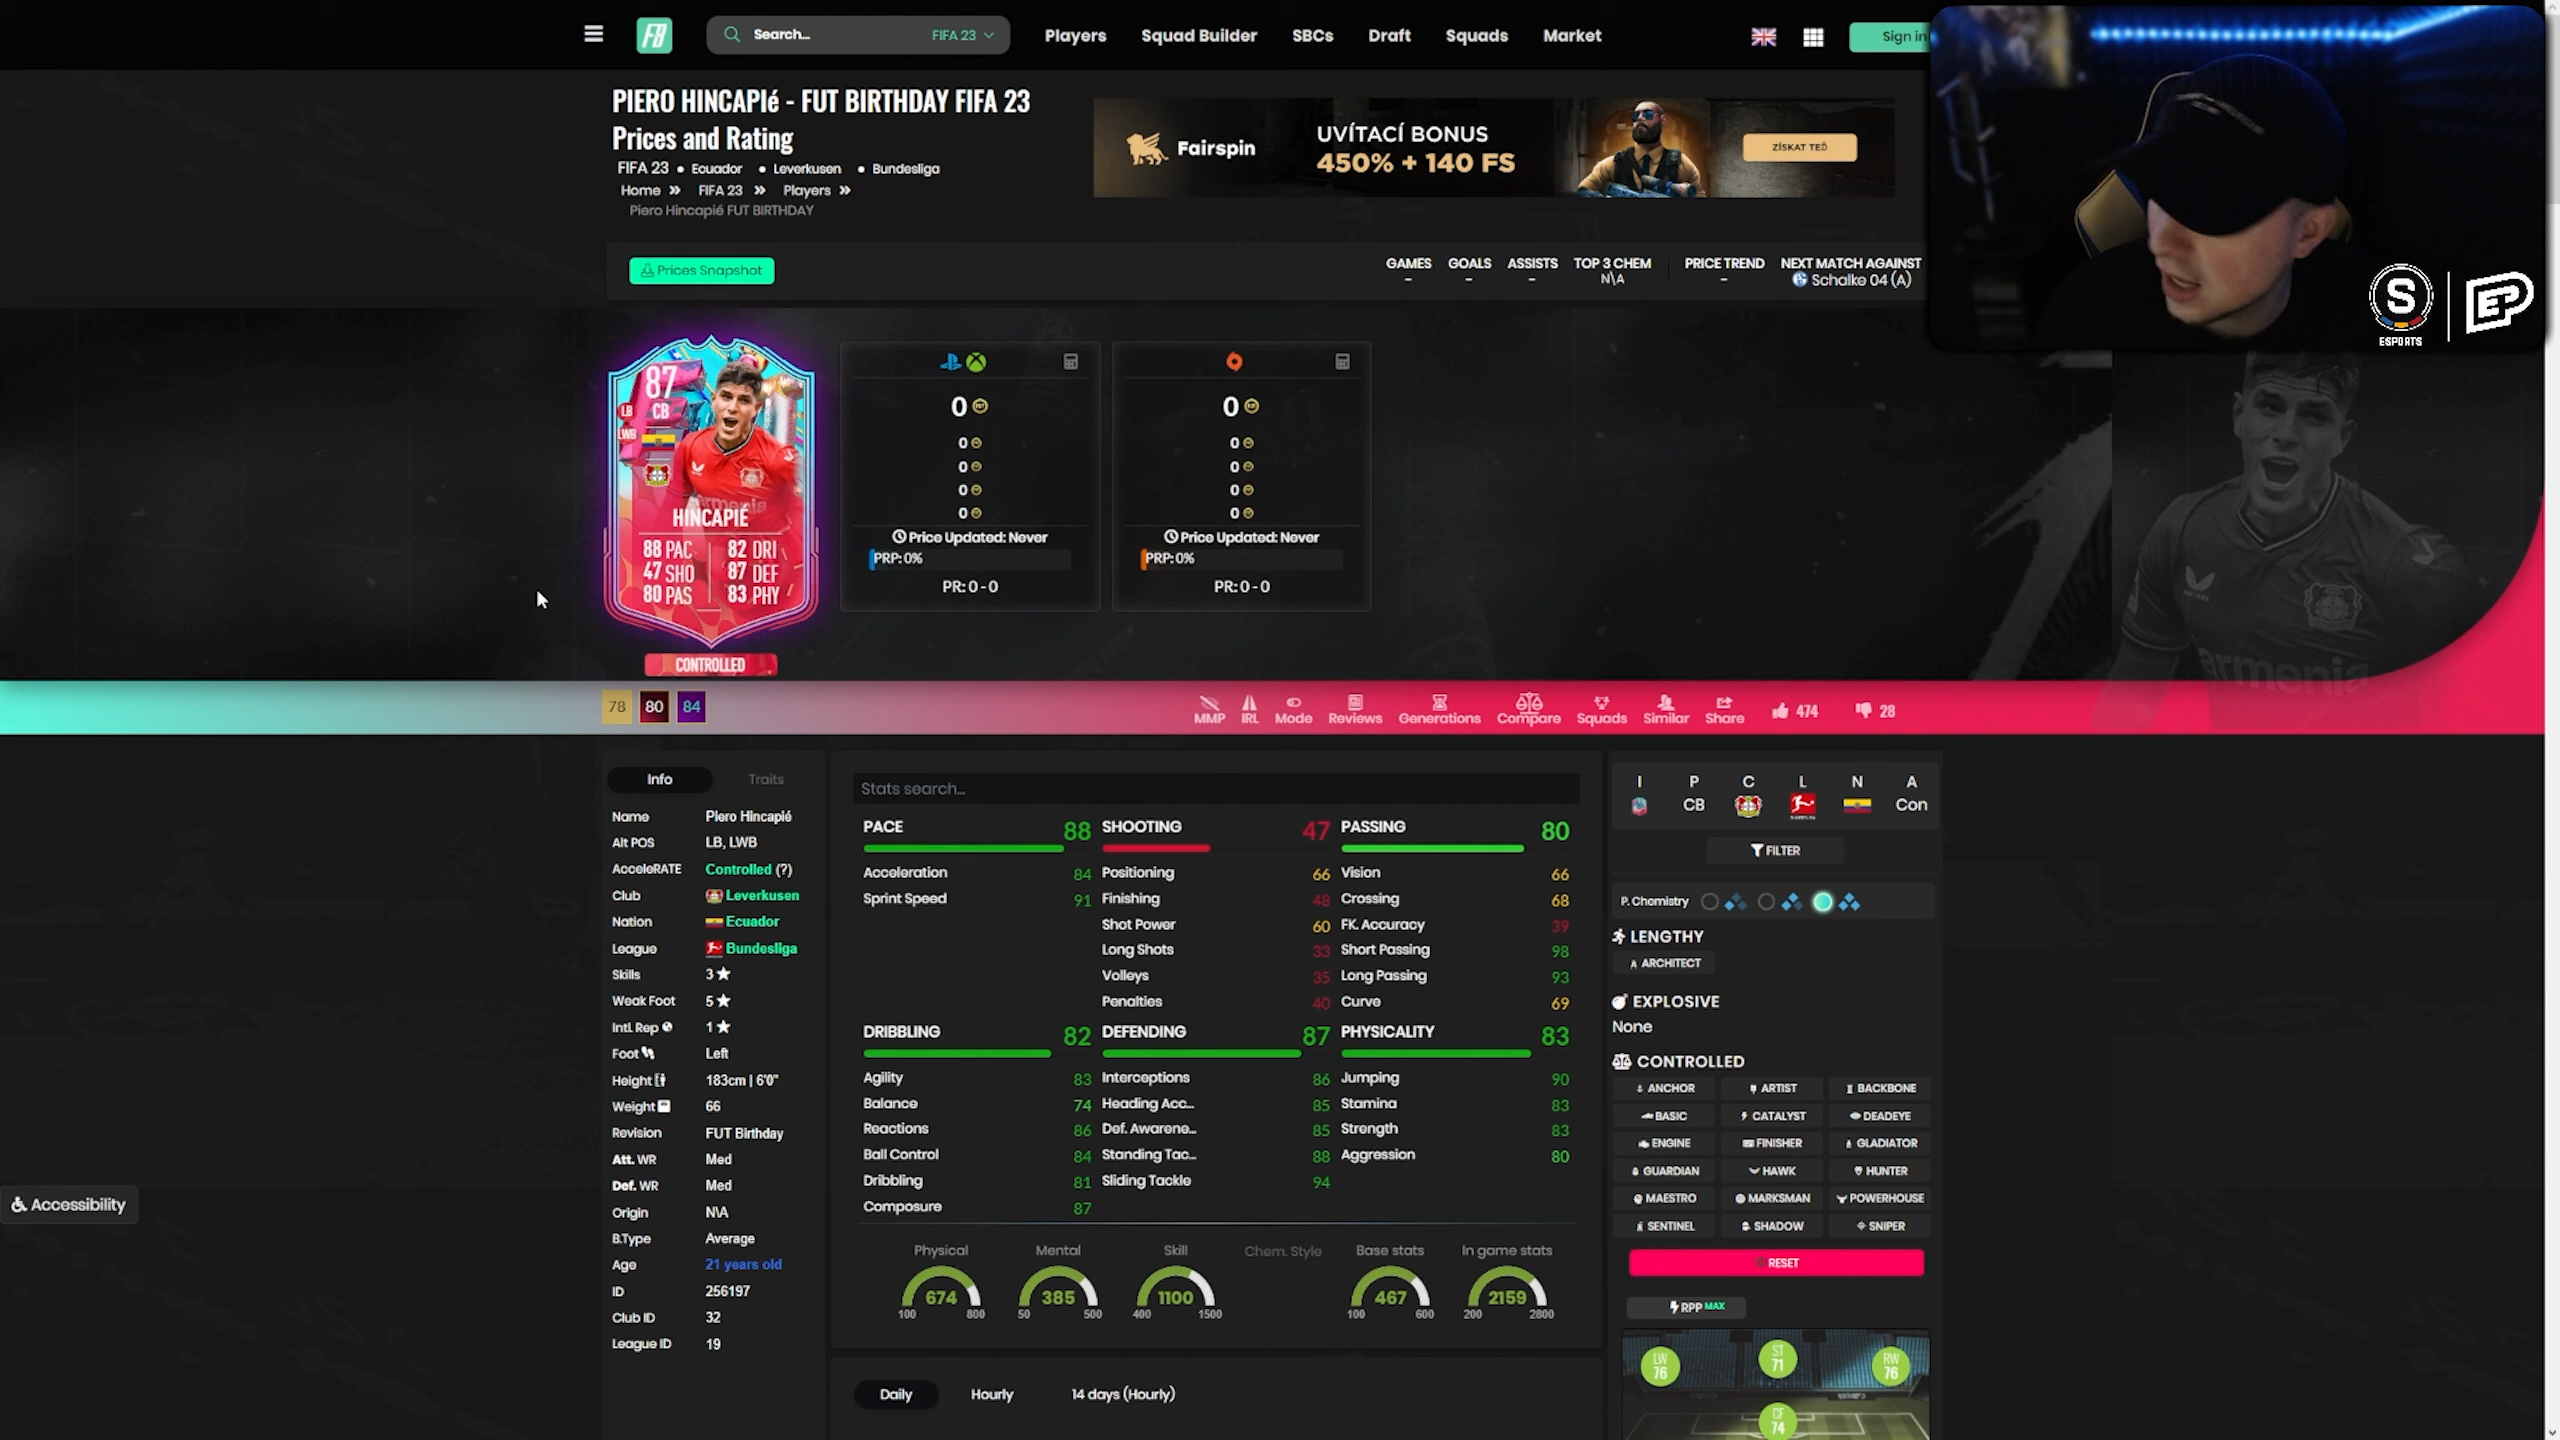 Search...
FIFA 23
Players
Squad Builder
SBCs
Draft
Squads
Market
Sign in
PIERO HINCAPIé - FUT BIRTHDAY FIFA 23
Prices and Rating
FIFA 23 • Ecuador • Leverkusen • Bundesliga
Home » FIFA 23 » Players »
Piero Hincapié FUT BIRTHDAY
Fairspin
UVÍTACÍ BONUS
450% + 140 FS
ZÍSKAT TEĎ
S
ESPORTS
EP
Prices Snapshot
GAMES GOALS ASSISTS TOP 3 CHEM PRICE TREND NEXT MATCH AGAINST
- - - N\A - Schalke 04 (A)
87
CB
LB
LWB
HINCAPIÉ
88 PAC 82 DRI
47 SHO 87 DEF
80 PAS 83 PHY
CONTROLLED
0
0
0
0
0
Price Updated: Never
PRP: 0%
PR: 0 - 0
0
0
0
0
0
Price Updated: Never
PRP: 0%
PR: 0 - 0
78 80 84
MMP IRL Mode Reviews Generations Compare Squads Similar Share 474 28
Info Traits
Name Piero Hincapié
Alt POS LB, LWB
AcceleRATE Controlled (?)
Club Leverkusen
Nation Ecuador
League Bundesliga
Skills 3★
Weak Foot 5★
Intl. Rep 1★
Foot Left
Height 183cm | 6'0"
Weight 66
Revision FUT Birthday
Att. WR Med
Def. WR Med
Origin N\A
B.Type Average
Age 21 years old
ID 256197
Club ID 32
League ID 19
Accessibility
Stats search...
PACE 88
Acceleration 84
Sprint Speed 91
SHOOTING 47
Positioning 66
Finishing 48
Shot Power 60
Long Shots 33
Volleys 35
Penalties 40
PASSING 80
Vision 66
Crossing 68
FK. Accuracy 39
Short Passing 98
Long Passing 93
Curve 69
DRIBBLING 82
Agility 83
Balance 74
Reactions 86
Ball Control 84
Dribbling 81
Composure 87
DEFENDING 87
Interceptions 86
Heading Acc... 85
Def. Awarene... 85
Standing Tac... 88
Sliding Tackle 94
PHYSICALITY 83
Jumping 90
Stamina 83
Strength 83
Aggression 80
Physical Mental Skill Chem. Style Base stats In game stats
674 385 1100 467 2159
100 800 50 500 400 1500 100 600 200 2800
Daily Hourly 14 days (Hourly)
I P C L N A
CB Con
FILTER
P. Chemistry
LENGTHY
ARCHITECT
EXPLOSIVE
None
CONTROLLED
ANCHOR ARTIST BACKBONE
BASIC CATALYST DEADEYE
ENGINE FINISHER GLADIATOR
GUARDIAN HAWK HUNTER
MAESTRO MARKSMAN POWERHOUSE
SENTINEL SHADOW SNIPER
RESET
RPP MAX
LW
76
ST
71
RW
76
CF
74